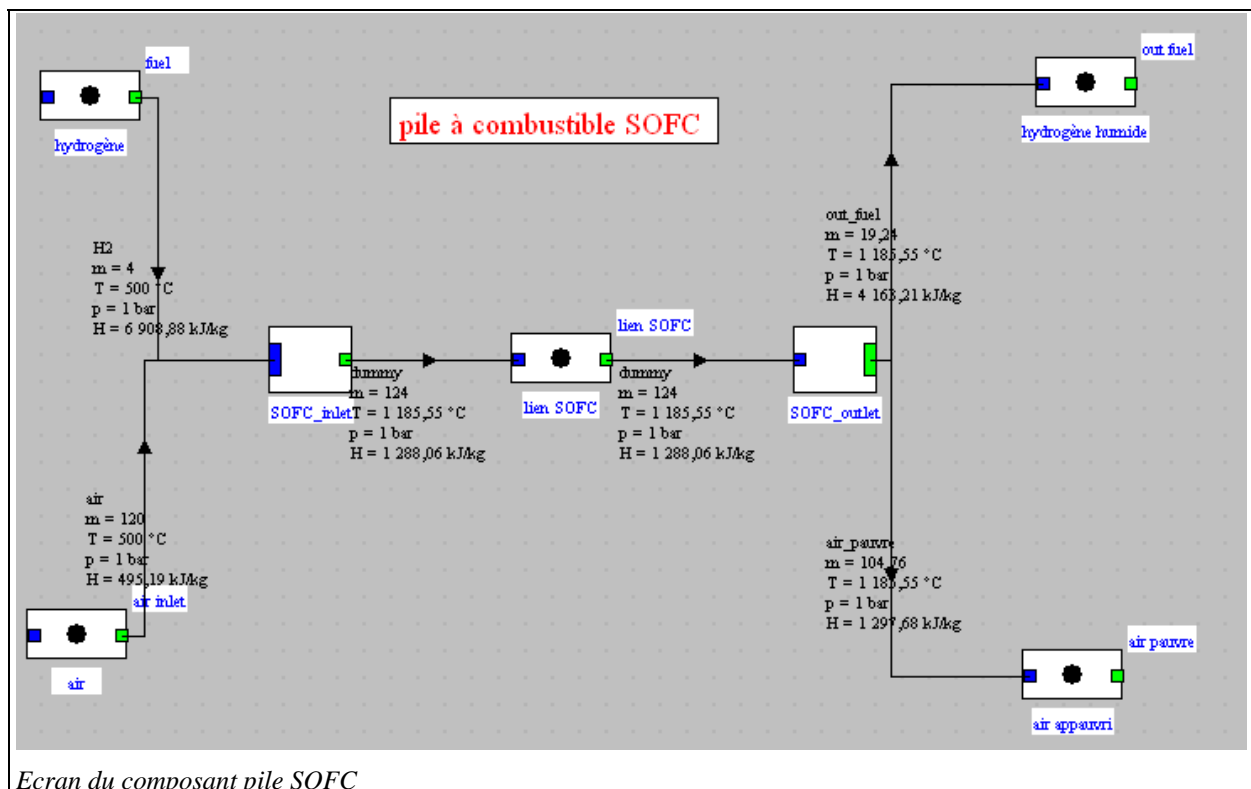 fuel
hydrogène
pile à combustible SOFC
out fuel
hydrogène humide
H2
m = 4
T = 500 °C
p = 1 bar
H = 6 908,88 kJ/kg
out_fuel
m = 19,24
T = 1 185,55 °C
p = 1 bar
H = 4 163,21 kJ/kg
SOFC_inlet
dummy
m = 124
T = 1 185,55 °C
p = 1 bar
H = 1 288,06 kJ/kg
lien SOFC
lien SOFC
dummy
m = 124
T = 1 185,55 °C
p = 1 bar
H = 1 288,06 kJ/kg
SOFC_outlet
air
m = 120
T = 500 °C
p = 1 bar
H = 495,19 kJ/kg
air inlet
air
air_pauvre
m = 104,76
T = 1 185,55 °C
p = 1 bar
H = 1 297,68 kJ/kg
air pauvre
air appauvri
Ecran du composant pile SOFC